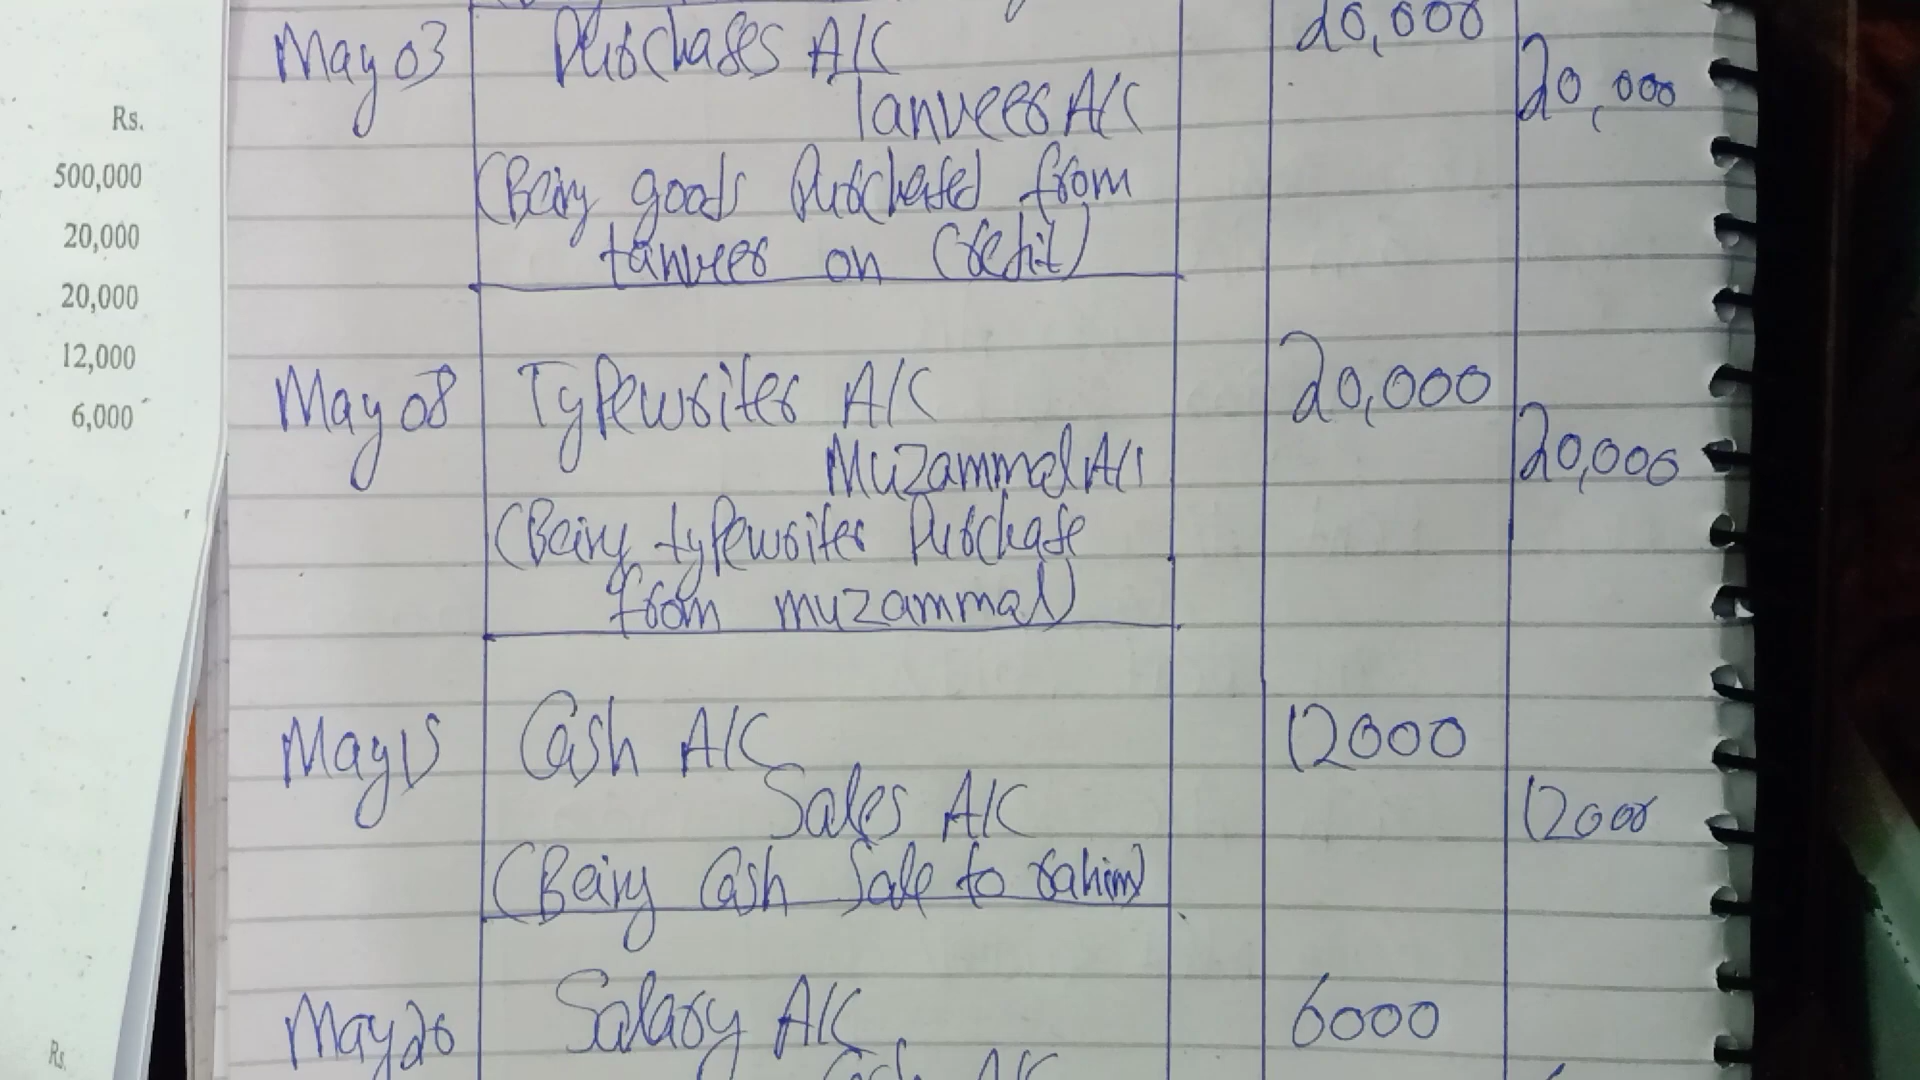 May 03 Purchases A/C 20,000
Tanveer A/C 20,000
Rs.
500,000
(Being goods Purchased from
20,000
tanveer on Credit)
20,000
12,000
May 08 Typewriter A/C 20,000
6,000
Muzammal A/C 20,000
(Being typewriter Purchase
from muzammal)
May 15 Cash A/C 12000
Sales A/C 12000
(Being Cash Sale to rahim)
May 20 Salary A/C 6000
Rs.
Cash A/C